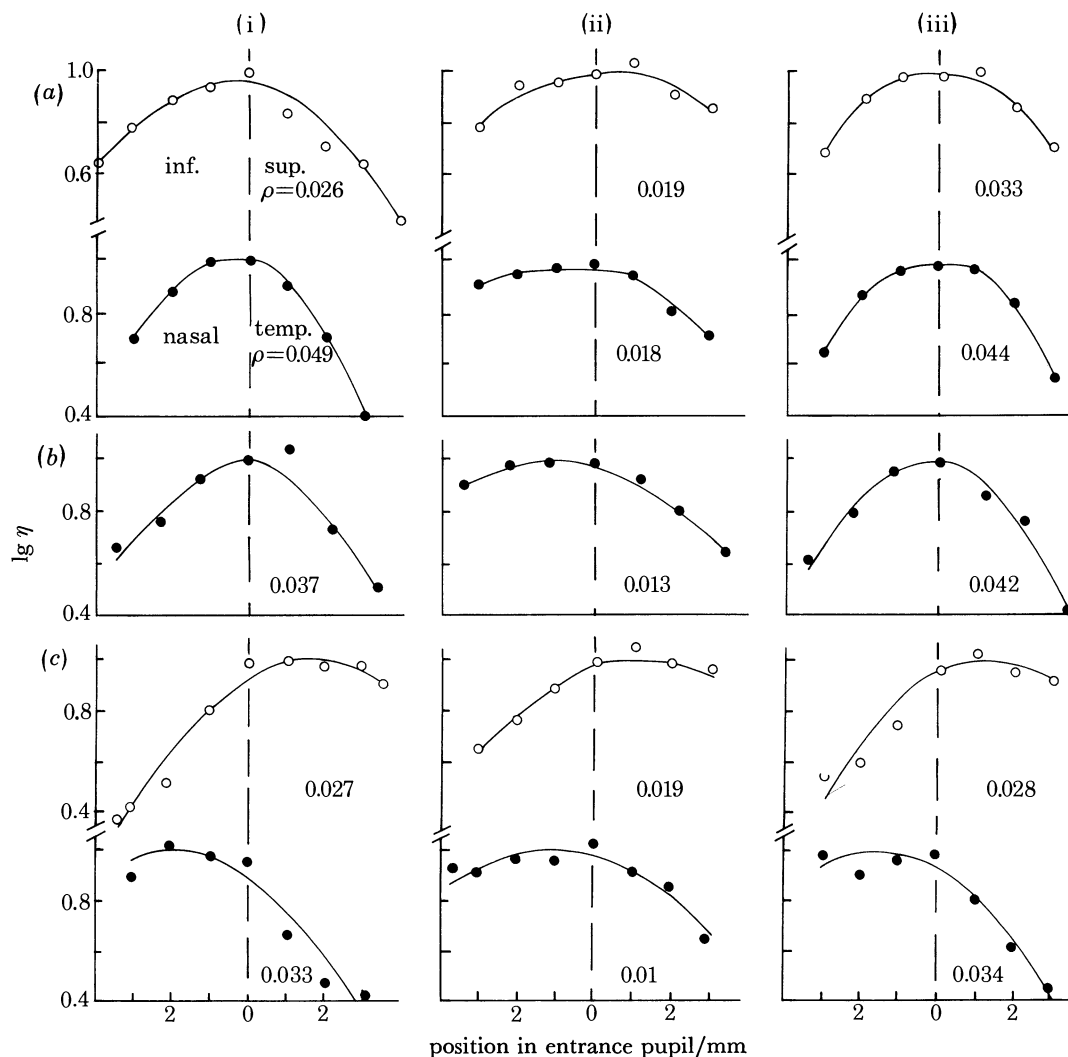 (i) (ii) (iii)
(a)
1.0
0.6
inf. sup.
ρ=0.026
0.019
0.033
0.8
nasal temp.
ρ=0.049
0.018
0.044
0.4
(b)
0.8
0.037
0.013
0.042
0.4
lg η
(c)
0.8
0.027
0.019
0.028
0.4
0.8
0.033
0.01
0.034
0.4
2 0 2 2 0 2 2 0 2
position in entrance pupil/mm